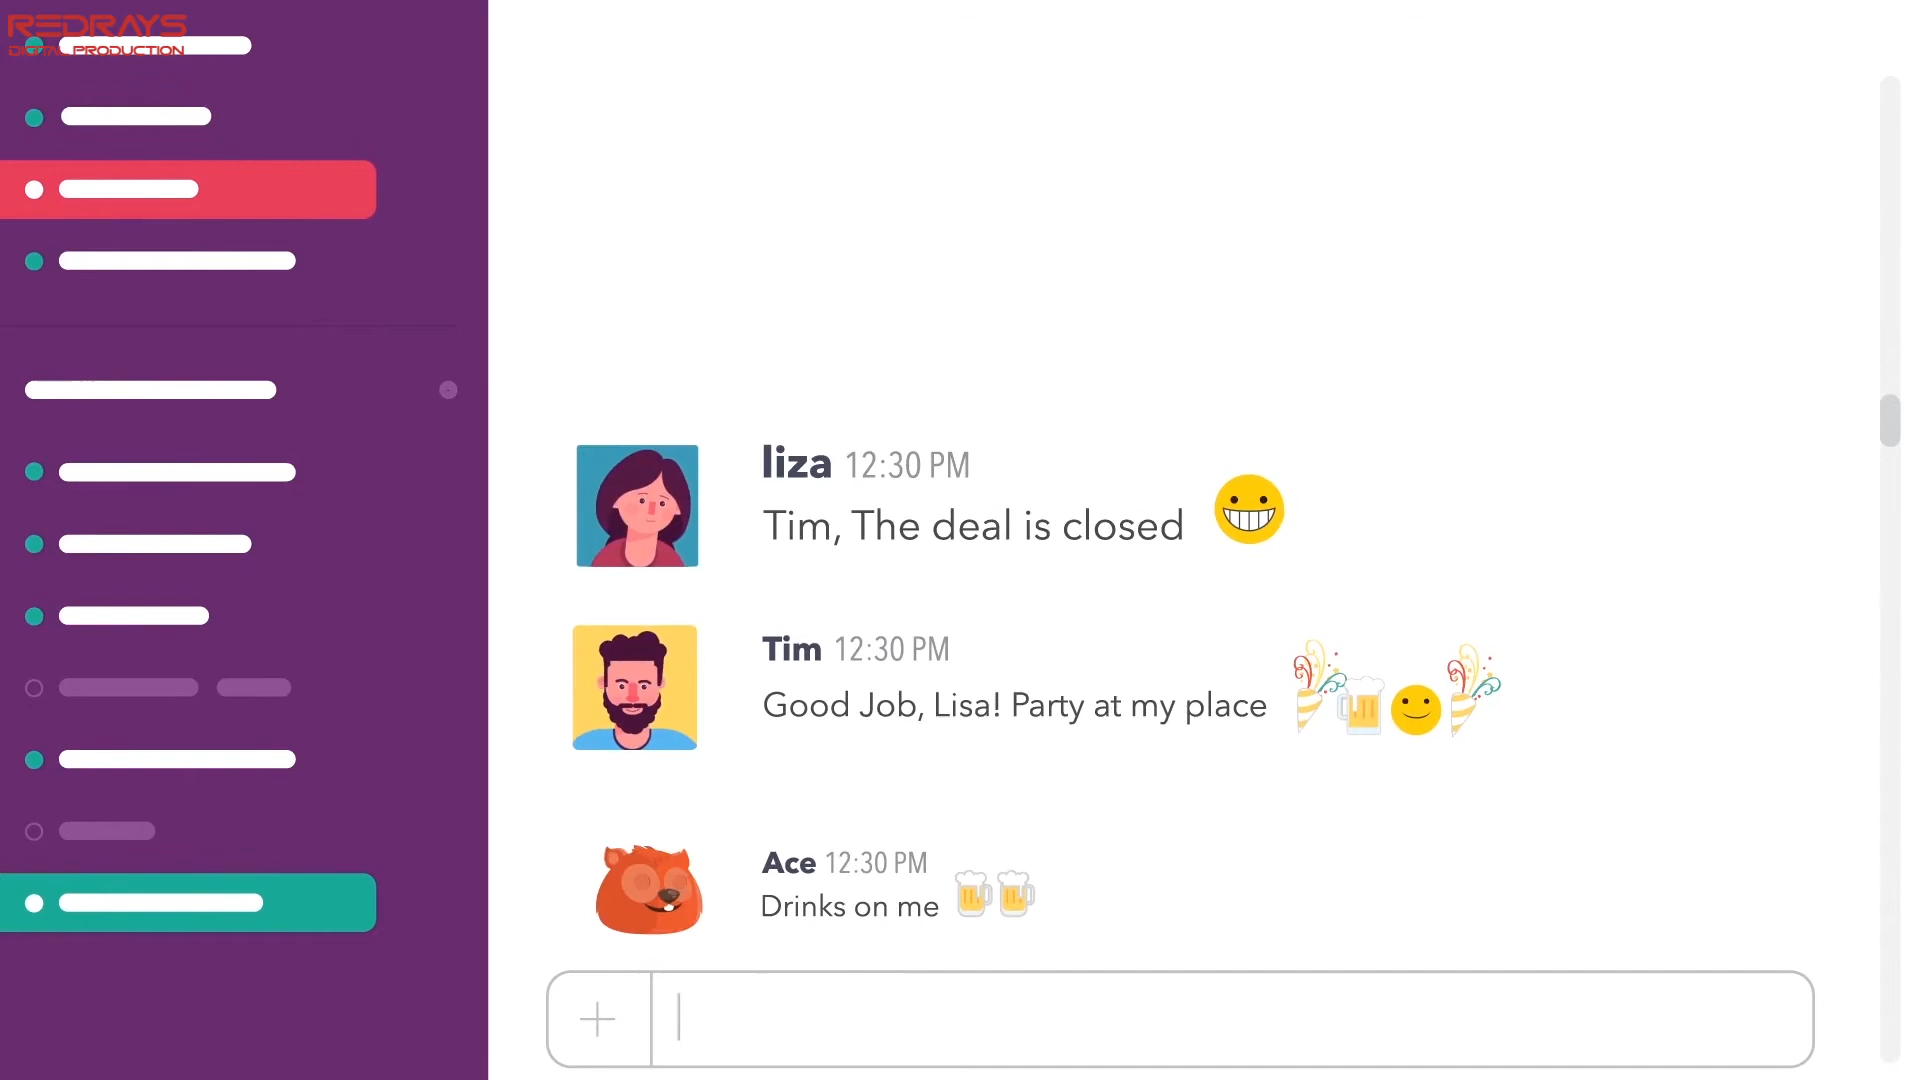 REDRAYS
DIGITAL PRODUCTION
liza 12:30 PM
Tim, The deal is closed
Tim 12:30 PM
Good Job, Lisa! Party at my place
Ace 12:30 PM
Drinks on me